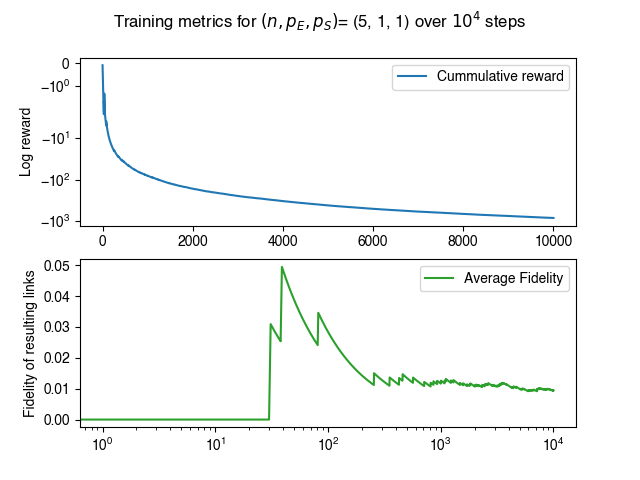 Training metrics for (n, p_E, p_S)= (5, 1, 1) over 10^4 steps
0
−10^0
−10^1
−10^2
−10^3
Log reward
Cummulative reward
0 2000 4000 6000 8000 10000
0.05
0.04
0.03
0.02
0.01
0.00
Fidelity of resulting links
Average Fidelity
10^0 10^1 10^2 10^3 10^4